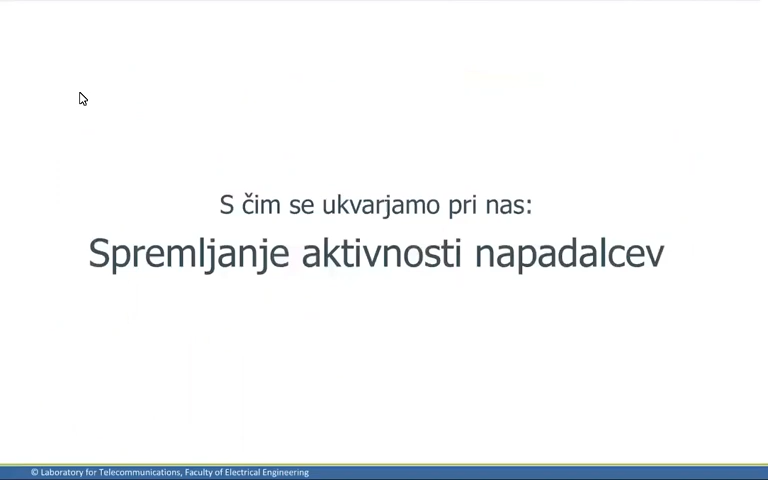 S čim se ukvarjamo pri nas:
Spremljanje aktivnosti napadalcev
© Laboratory for Telecommunications, Faculty of Electrical Engineering